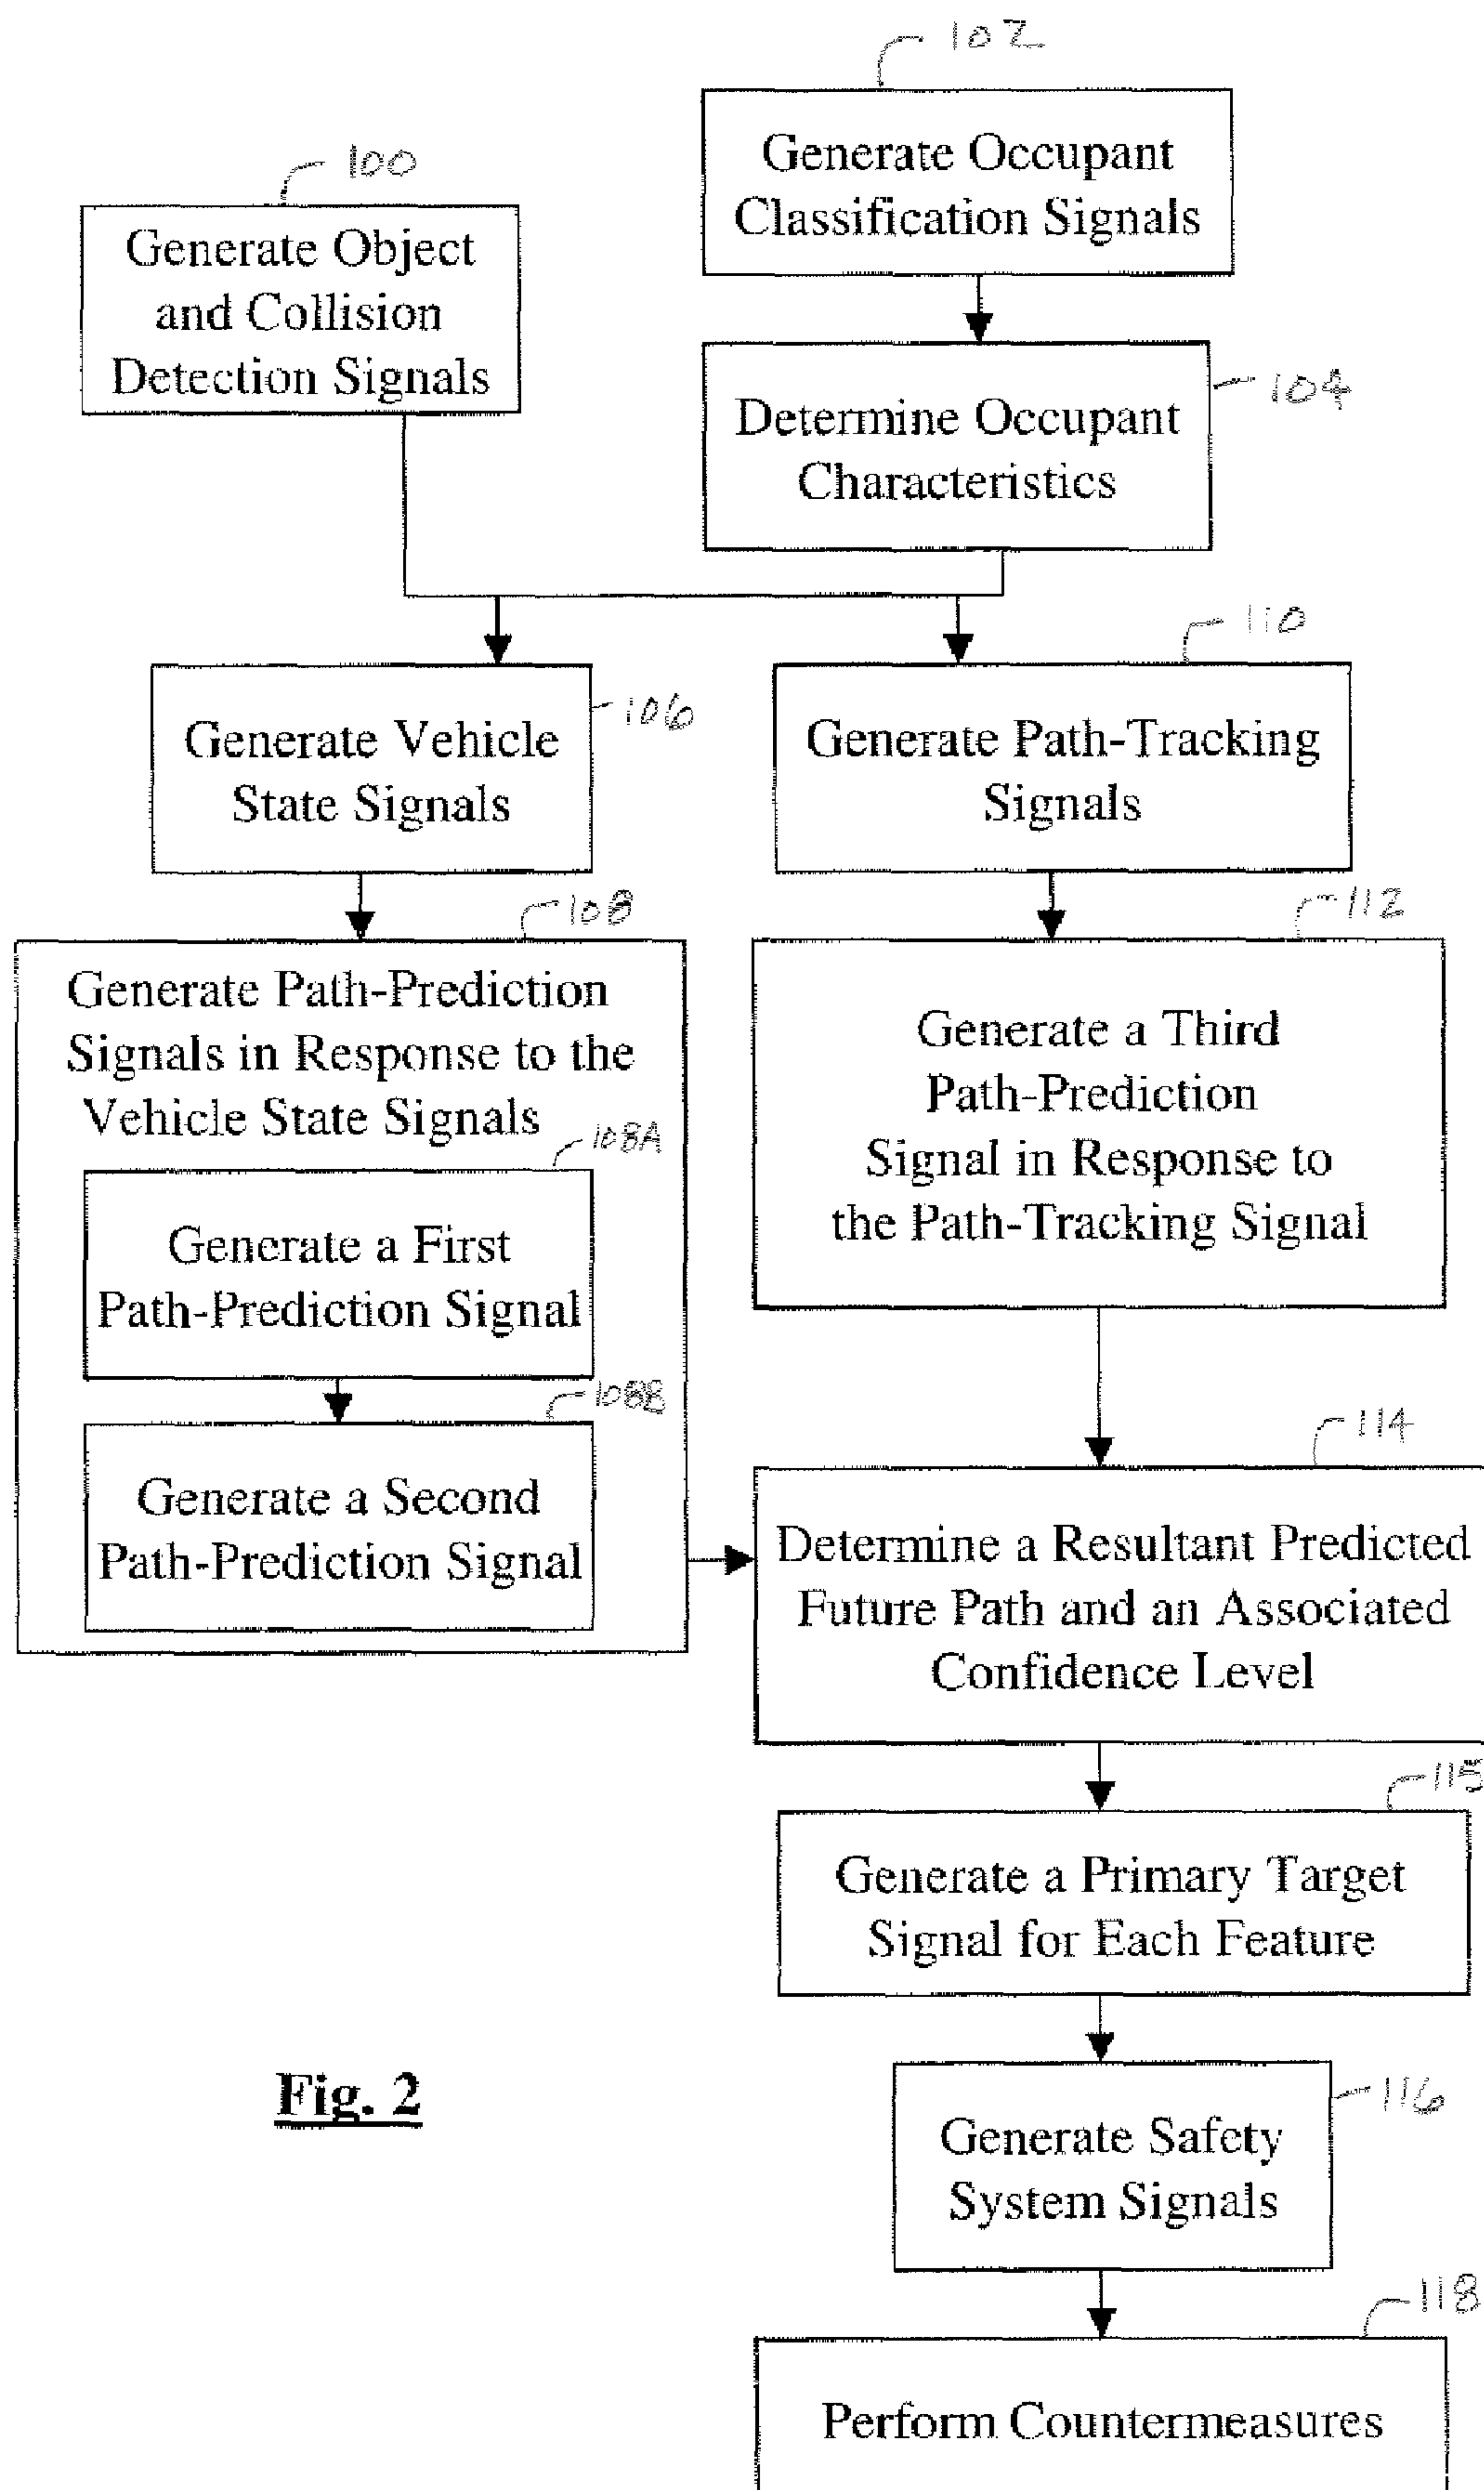 102
Generate Occupant
Classification Signals
100
Generate Object
and Collision
Detection Signals
104
Determine Occupant
Characteristics
110
106
Generate Vehicle
State Signals
Generate Path-Tracking
Signals
108
112
Generate Path-Prediction
Signals in Response to the
Vehicle State Signals
108A
Generate a First
Path-Prediction Signal
108B
Generate a Second
Path-Prediction Signal
Generate a Third
Path-Prediction
Signal in Response to
the Path-Tracking Signal
114
Determine a Resultant Predicted
Future Path and an Associated
Confidence Level
115
Generate a Primary Target
Signal for Each Feature
116
Generate Safety
System Signals
118
Perform Countermeasures
Fig. 2